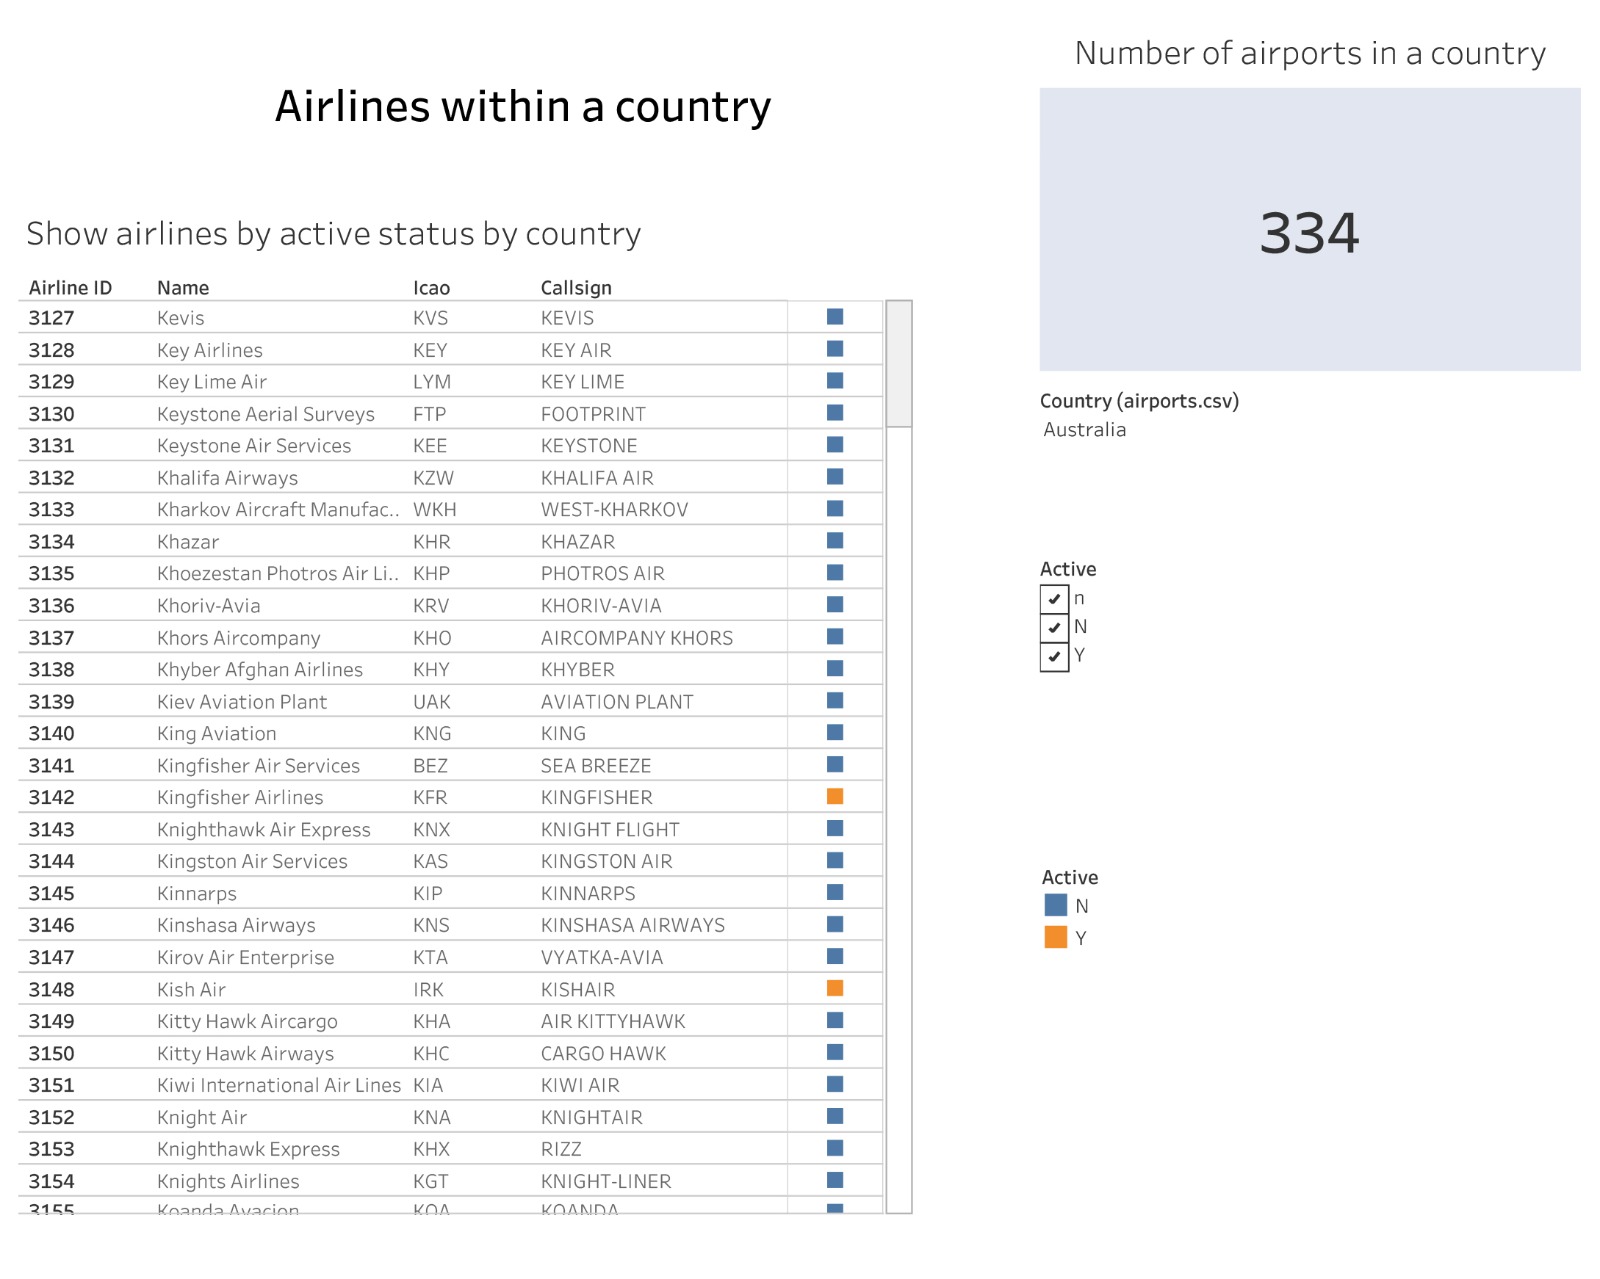 Airlines within a country
Show airlines by active status by country
Airline ID Name Icao Callsign
3127 Kevis KVS KEVIS
3128 Key Airlines KEY KEY AIR
3129 Key Lime Air LYM KEY LIME
3130 Keystone Aerial Surveys FTP FOOTPRINT
3131 Keystone Air Services KEE KEYSTONE
3132 Khalifa Airways KZW KHALIFA AIR
3133 Kharkov Aircraft Manufac.. WKH WEST-KHARKOV
3134 Khazar KHR KHAZAR
3135 Khoezestan Photros Air Li.. KHP PHOTROS AIR
3136 Khoriv-Avia KRV KHORIV-AVIA
3137 Khors Aircompany KHO AIRCOMPANY KHORS
3138 Khyber Afghan Airlines KHY KHYBER
3139 Kiev Aviation Plant UAK AVIATION PLANT
3140 King Aviation KNG KING
3141 Kingfisher Air Services BEZ SEA BREEZE
3142 Kingfisher Airlines KFR KINGFISHER
3143 Knighthawk Air Express KNX KNIGHT FLIGHT
3144 Kingston Air Services KAS KINGSTON AIR
3145 Kinnarps KIP KINNARPS
3146 Kinshasa Airways KNS KINSHASA AIRWAYS
3147 Kirov Air Enterprise KTA VYATKA-AVIA
3148 Kish Air IRK KISHAIR
3149 Kitty Hawk Aircargo KHA AIR KITTYHAWK
3150 Kitty Hawk Airways KHC CARGO HAWK
3151 Kiwi International Air Lines KIA KIWI AIR
3152 Knight Air KNA KNIGHTAIR
3153 Knighthawk Express KHX RIZZ
3154 Knights Airlines KGT KNIGHT-LINER
3155 Koanda Avacion KOA KOANDA
Number of airports in a country
334
Country (airports.csv)
Australia
Active
n
N
Y
Active
N
Y